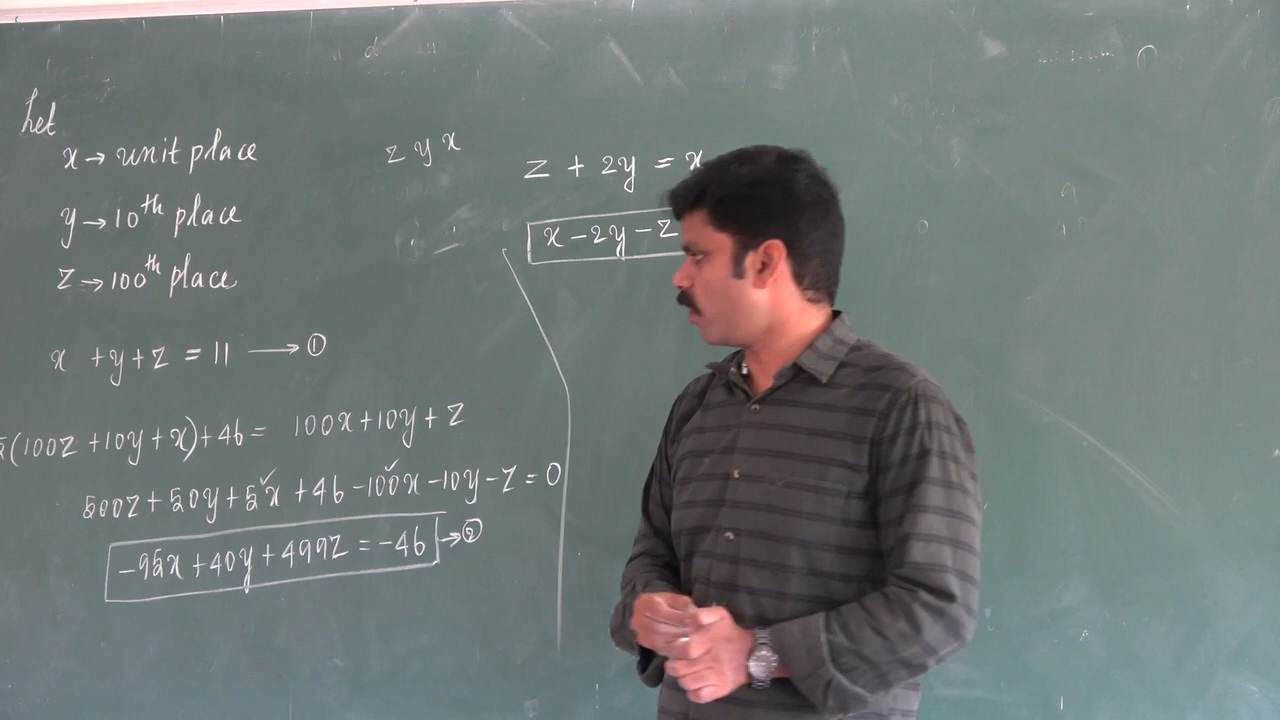 Let
x → unit place
y → 10th place
z → 100th place
x + y + z = 11 → ①
5(100z + 10y + x) + 46 = 100x + 10y + z
500z + 50y + 5x + 46 - 100x - 10y - z = 0
-95x + 40y + 499z = -46 → ②
z y x
z + 2y = x
x - 2y - z